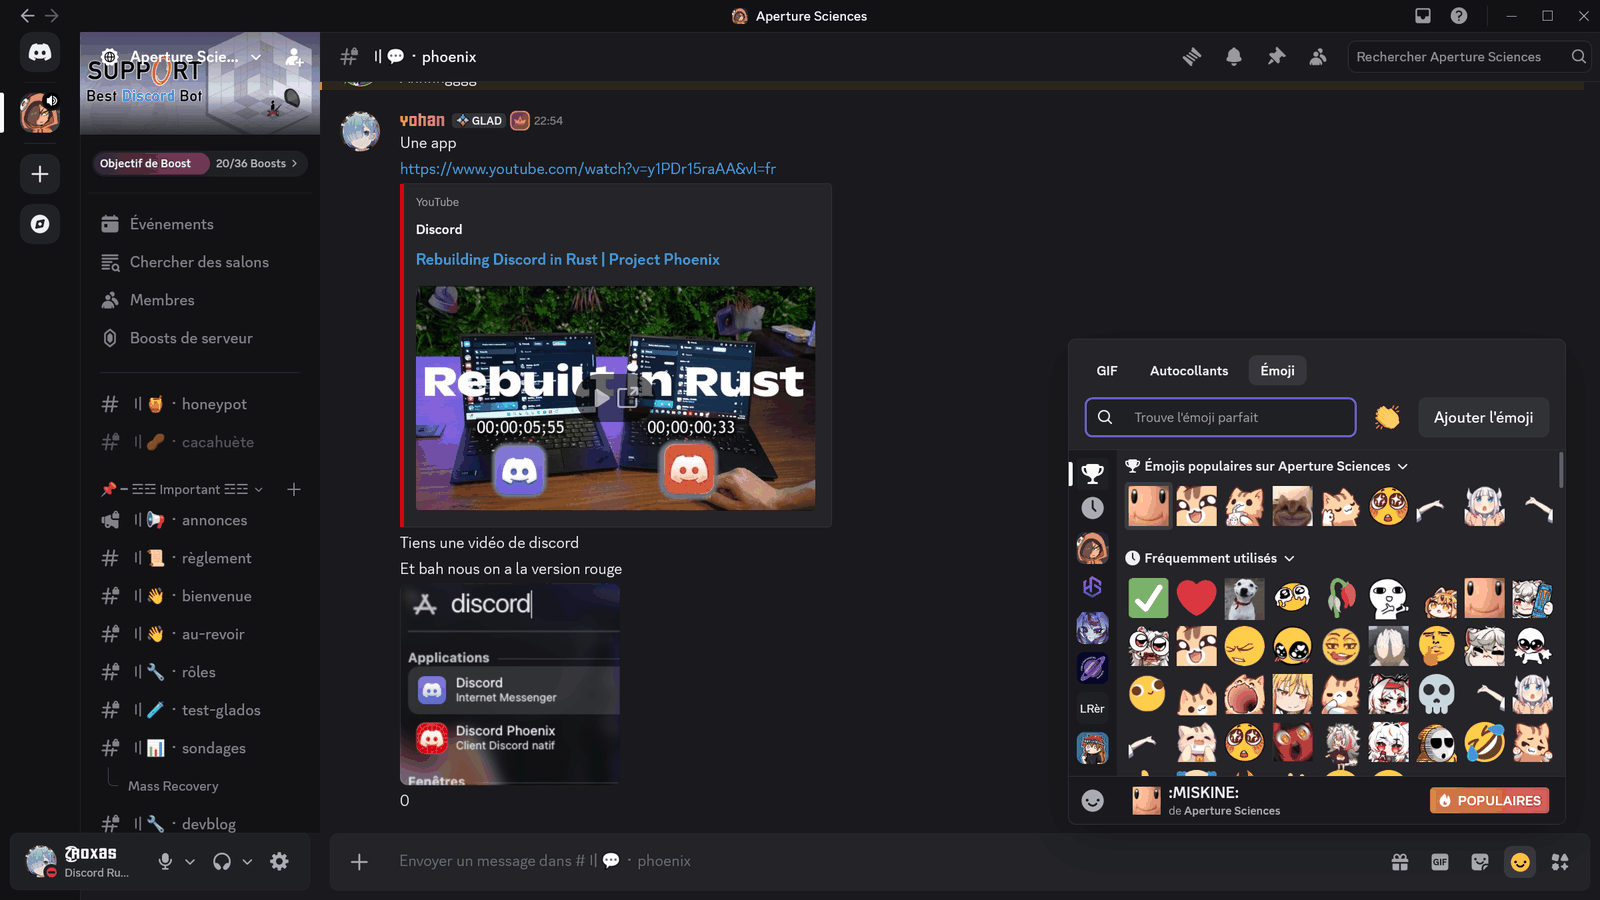 Aperture Sciences
Aperture Scie...
SUPPORT
Best Discord Bot
Objectif de Boost
20/36 Boosts
Événements
Chercher des salons
Membres
Boosts de serveur
honeypot
cacahuète
Important
annonces
règlement
bienvenue
au-revoir
rôles
test-glados
sondages
Mass Recovery
devblog
Roxas
Discord Ru...
phoenix
Rechercher Aperture Sciences
Yohan GLAD 22:54
Une app
https://www.youtube.com/watch?v=y1PDr15raAA&vl=fr
YouTube
Discord
Rebuilding Discord in Rust | Project Phoenix
Rebuilt in Rust
00;00;05;55
00;00;00;33
Tiens une vidéo de discord
Et bah nous on a la version rouge
discord
Applications
Discord
Internet Messenger
Discord Phoenix
Client Discord natif
Fenêtres
0
Envoyer un message dans # phoenix
GIF
GIF
Autocollants
Émoji
Trouve l'émoji parfait
Ajouter l'émoji
Émojis populaires sur Aperture Sciences
Fréquemment utilisés
LRèr
:MISKINE:
de Aperture Sciences
POPULAIRES